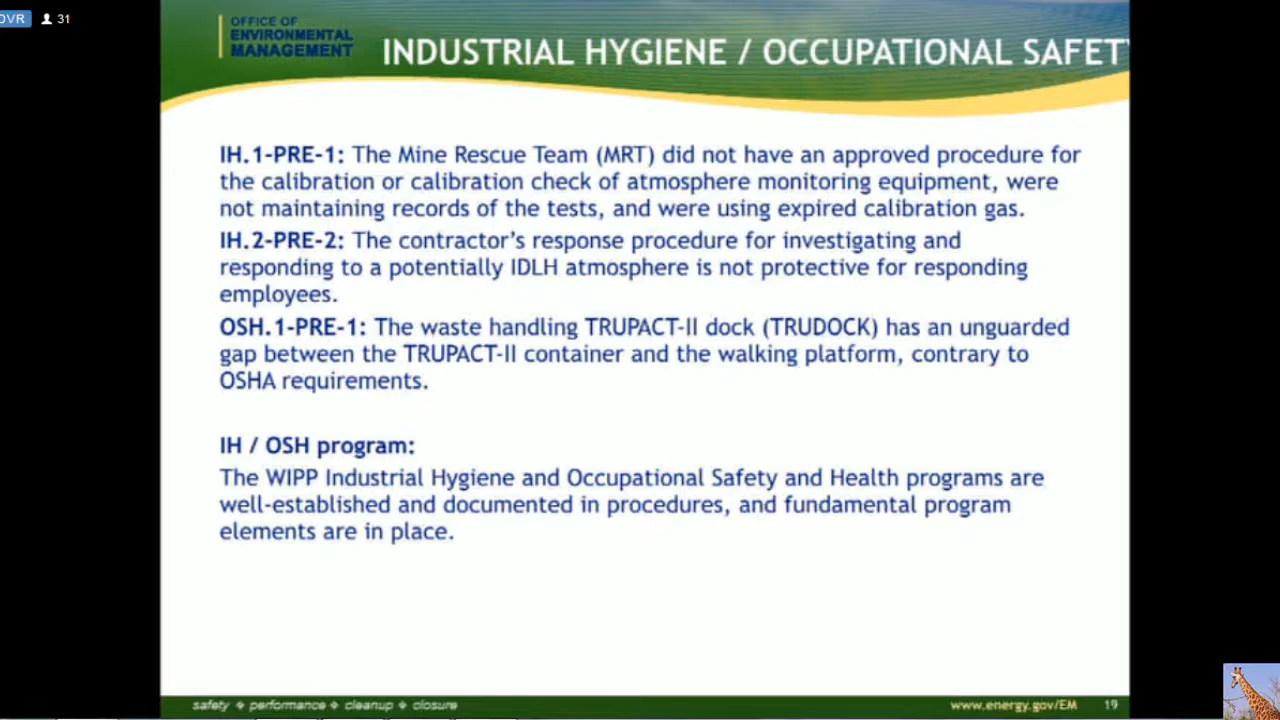 OVR 31
OFFICE OF
ENVIRONMENTAL
MANAGEMENT
INDUSTRIAL HYGIENE / OCCUPATIONAL SAFET
IH.1-PRE-1: The Mine Rescue Team (MRT) did not have an approved procedure for
the calibration or calibration check of atmosphere monitoring equipment, were
not maintaining records of the tests, and were using expired calibration gas.
IH.2-PRE-2: The contractor's response procedure for investigating and
responding to a potentially IDLH atmosphere is not protective for responding
employees.
OSH.1-PRE-1: The waste handling TRUPACT-II dock (TRUDOCK) has an unguarded
gap between the TRUPACT-II container and the walking platform, contrary to
OSHA requirements.
IH / OSH program:
The WIPP Industrial Hygiene and Occupational Safety and Health programs are
well-established and documented in procedures, and fundamental program
elements are in place.
safety ❖ performance ❖ cleanup ❖ closure
www.energy.gov/EM 19